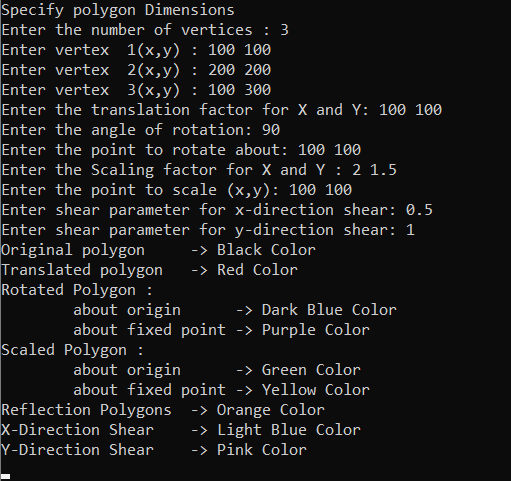 Specify polygon Dimensions
Enter the number of vertices : 3
Enter vertex  1(x,y) : 100 100
Enter vertex  2(x,y) : 200 200
Enter vertex  3(x,y) : 100 300
Enter the translation factor for X and Y: 100 100
Enter the angle of rotation: 90
Enter the point to rotate about: 100 100
Enter the Scaling factor for X and Y : 2 1.5
Enter the point to scale (x,y): 100 100
Enter shear parameter for x-direction shear: 0.5
Enter shear parameter for y-direction shear: 1
Original polygon     -> Black Color
Translated polygon   -> Red Color
Rotated Polygon :
        about origin      -> Dark Blue Color
        about fixed point -> Purple Color
Scaled Polygon :
        about origin      -> Green Color
        about fixed point -> Yellow Color
Reflection Polygons  -> Orange Color
X-Direction Shear    -> Light Blue Color
Y-Direction Shear    -> Pink Color